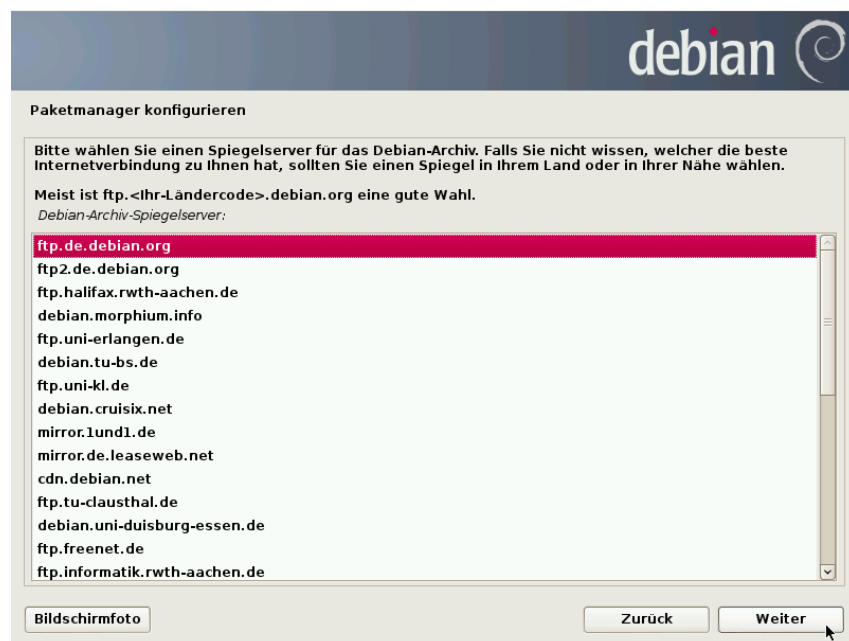 debian
Paketmanager konfigurieren
Bitte wählen Sie einen Spiegelserver für das Debian-Archiv. Falls Sie nicht wissen, welcher die beste
Internetverbindung zu Ihnen hat, sollten Sie einen Spiegel in Ihrem Land oder in Ihrer Nähe wählen.
Meist ist ftp.<Ihr-Ländercode>.debian.org eine gute Wahl.
Debian-Archiv-Spiegelserver:
ftp.de.debian.org
ftp2.de.debian.org
ftp.halifax.rwth-aachen.de
debian.morphium.info
ftp.uni-erlangen.de
debian.tu-bs.de
ftp.uni-kl.de
debian.cruisix.net
mirror.1und1.de
mirror.de.leaseweb.net
cdn.debian.net
ftp.tu-clausthal.de
debian.uni-duisburg-essen.de
ftp.freenet.de
ftp.informatik.rwth-aachen.de
Bildschirmfoto
Zurück
Weiter